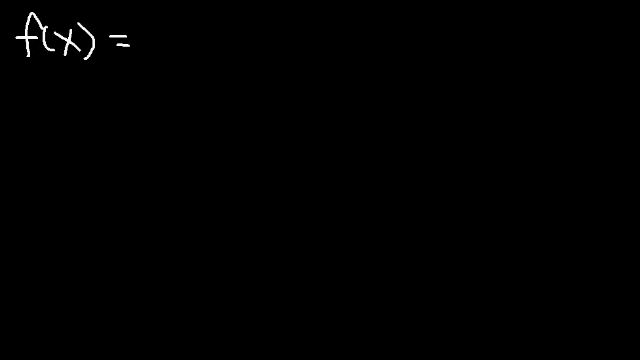 f(x) =